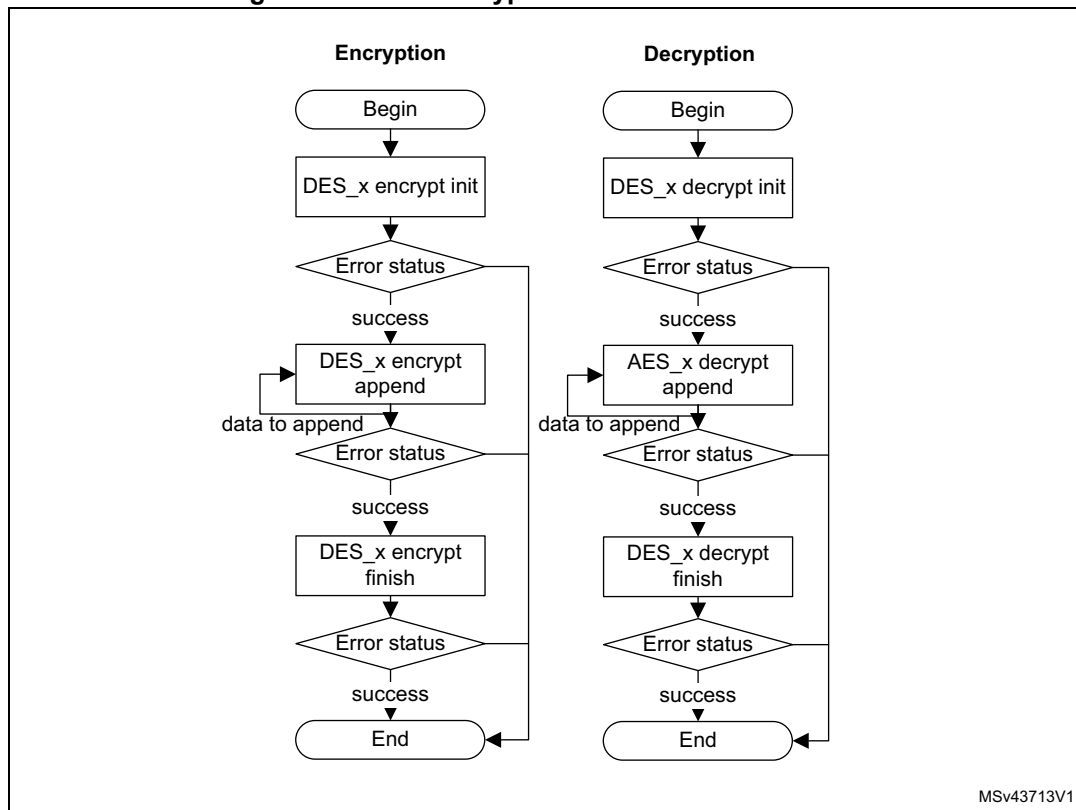 Encryption
Begin
DES_x encrypt init
Error status
success
DES_x encrypt
append
data to append
Error status
success
DES_x encrypt
finish
Error status
success
End
Decryption
Begin
DES_x decrypt init
Error status
success
AES_x decrypt
append
data to append
Error status
success
DES_x decrypt
finish
Error status
success
End
MSv43713V1